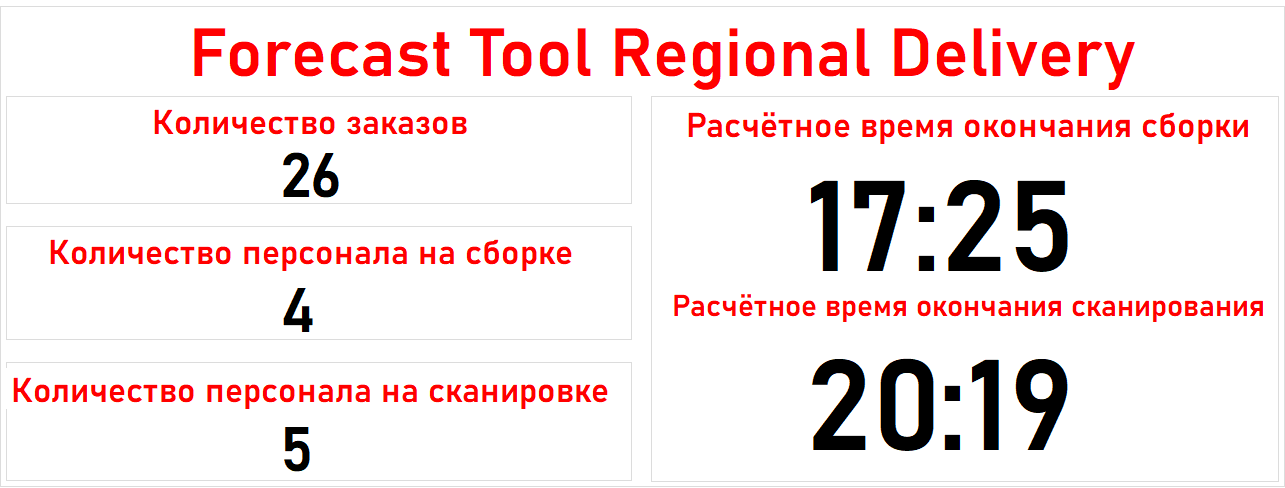 Forecast Tool Regional Delivery
Количество заказов
26
Количество персонала на сборке
4
Количество персонала на сканировке
5
Расчётное время окончания сборки
17:25
Расчётное время окончания сканирования
20:19